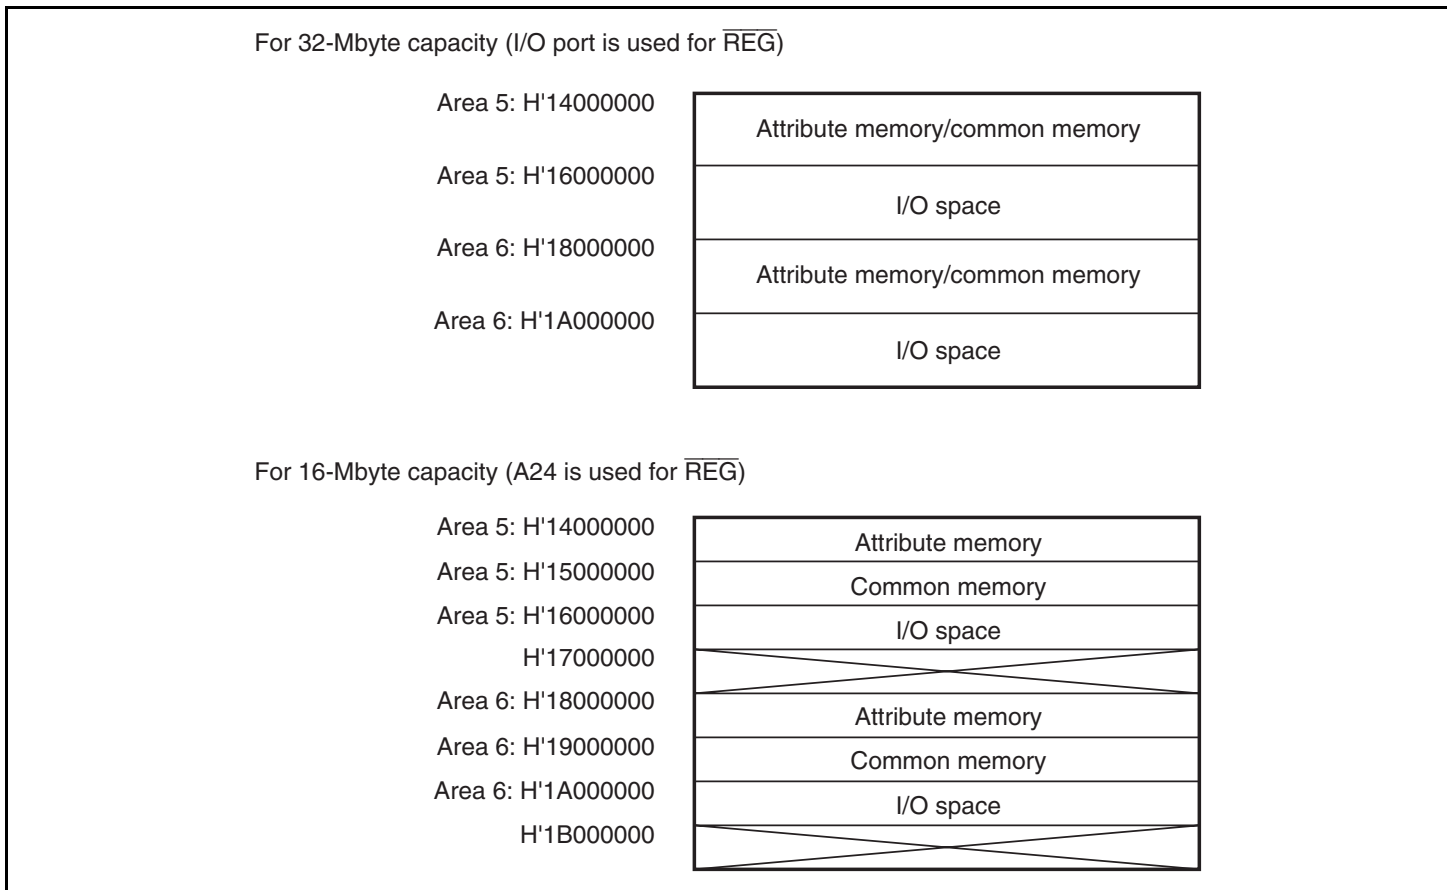 For 32-Mbyte capacity (I/O port is used for R̅E̅G̅)
Area 5: H'14000000
Attribute memory/common memory
Area 5: H'16000000
I/O space
Area 6: H'18000000
Attribute memory/common memory
Area 6: H'1A000000
I/O space
For 16-Mbyte capacity (A24 is used for R̅E̅G̅)
Area 5: H'14000000
Attribute memory
Area 5: H'15000000
Common memory
Area 5: H'16000000
I/O space
H'17000000
Area 6: H'18000000
Attribute memory
Area 6: H'19000000
Common memory
Area 6: H'1A000000
I/O space
H'1B000000